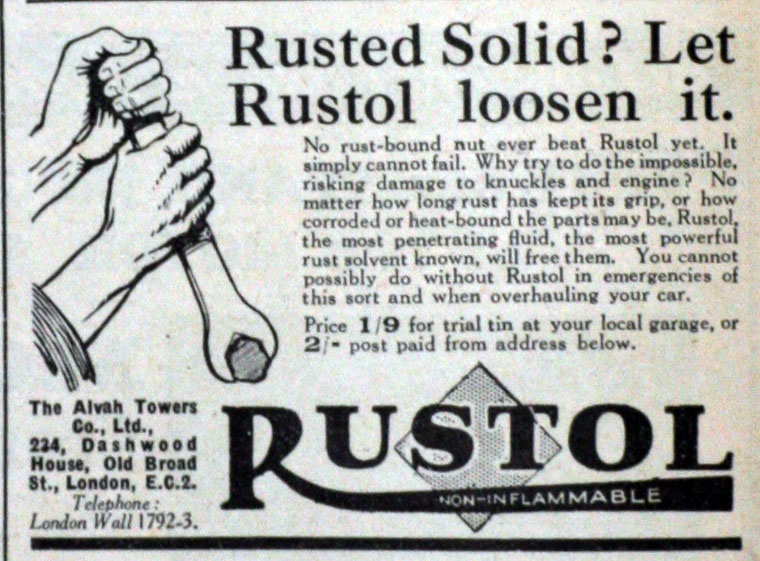 Rusted Solid? Let
Rustol loosen it.
No rust-bound nut ever beat Rustol yet. It
simply cannot fail. Why try to do the impossible,
risking damage to knuckles and engine? No
matter how long rust has kept its grip, or how
corroded or heat-bound the parts may be, Rustol,
the most penetrating fluid, the most powerful
rust solvent known, will free them. You cannot
possibly do without Rustol in emergencies of
this sort and when overhauling your car.
Price 1/9 for trial tin at your local garage, or
2/- post paid from address below.
The Alvah Towers
Co., Ltd.,
234, Dashwood
House, Old Broad
St., London, E.C.2.
Telephone:
London Wall 1792-3.
RUSTOL
NON-INFLAMMABLE